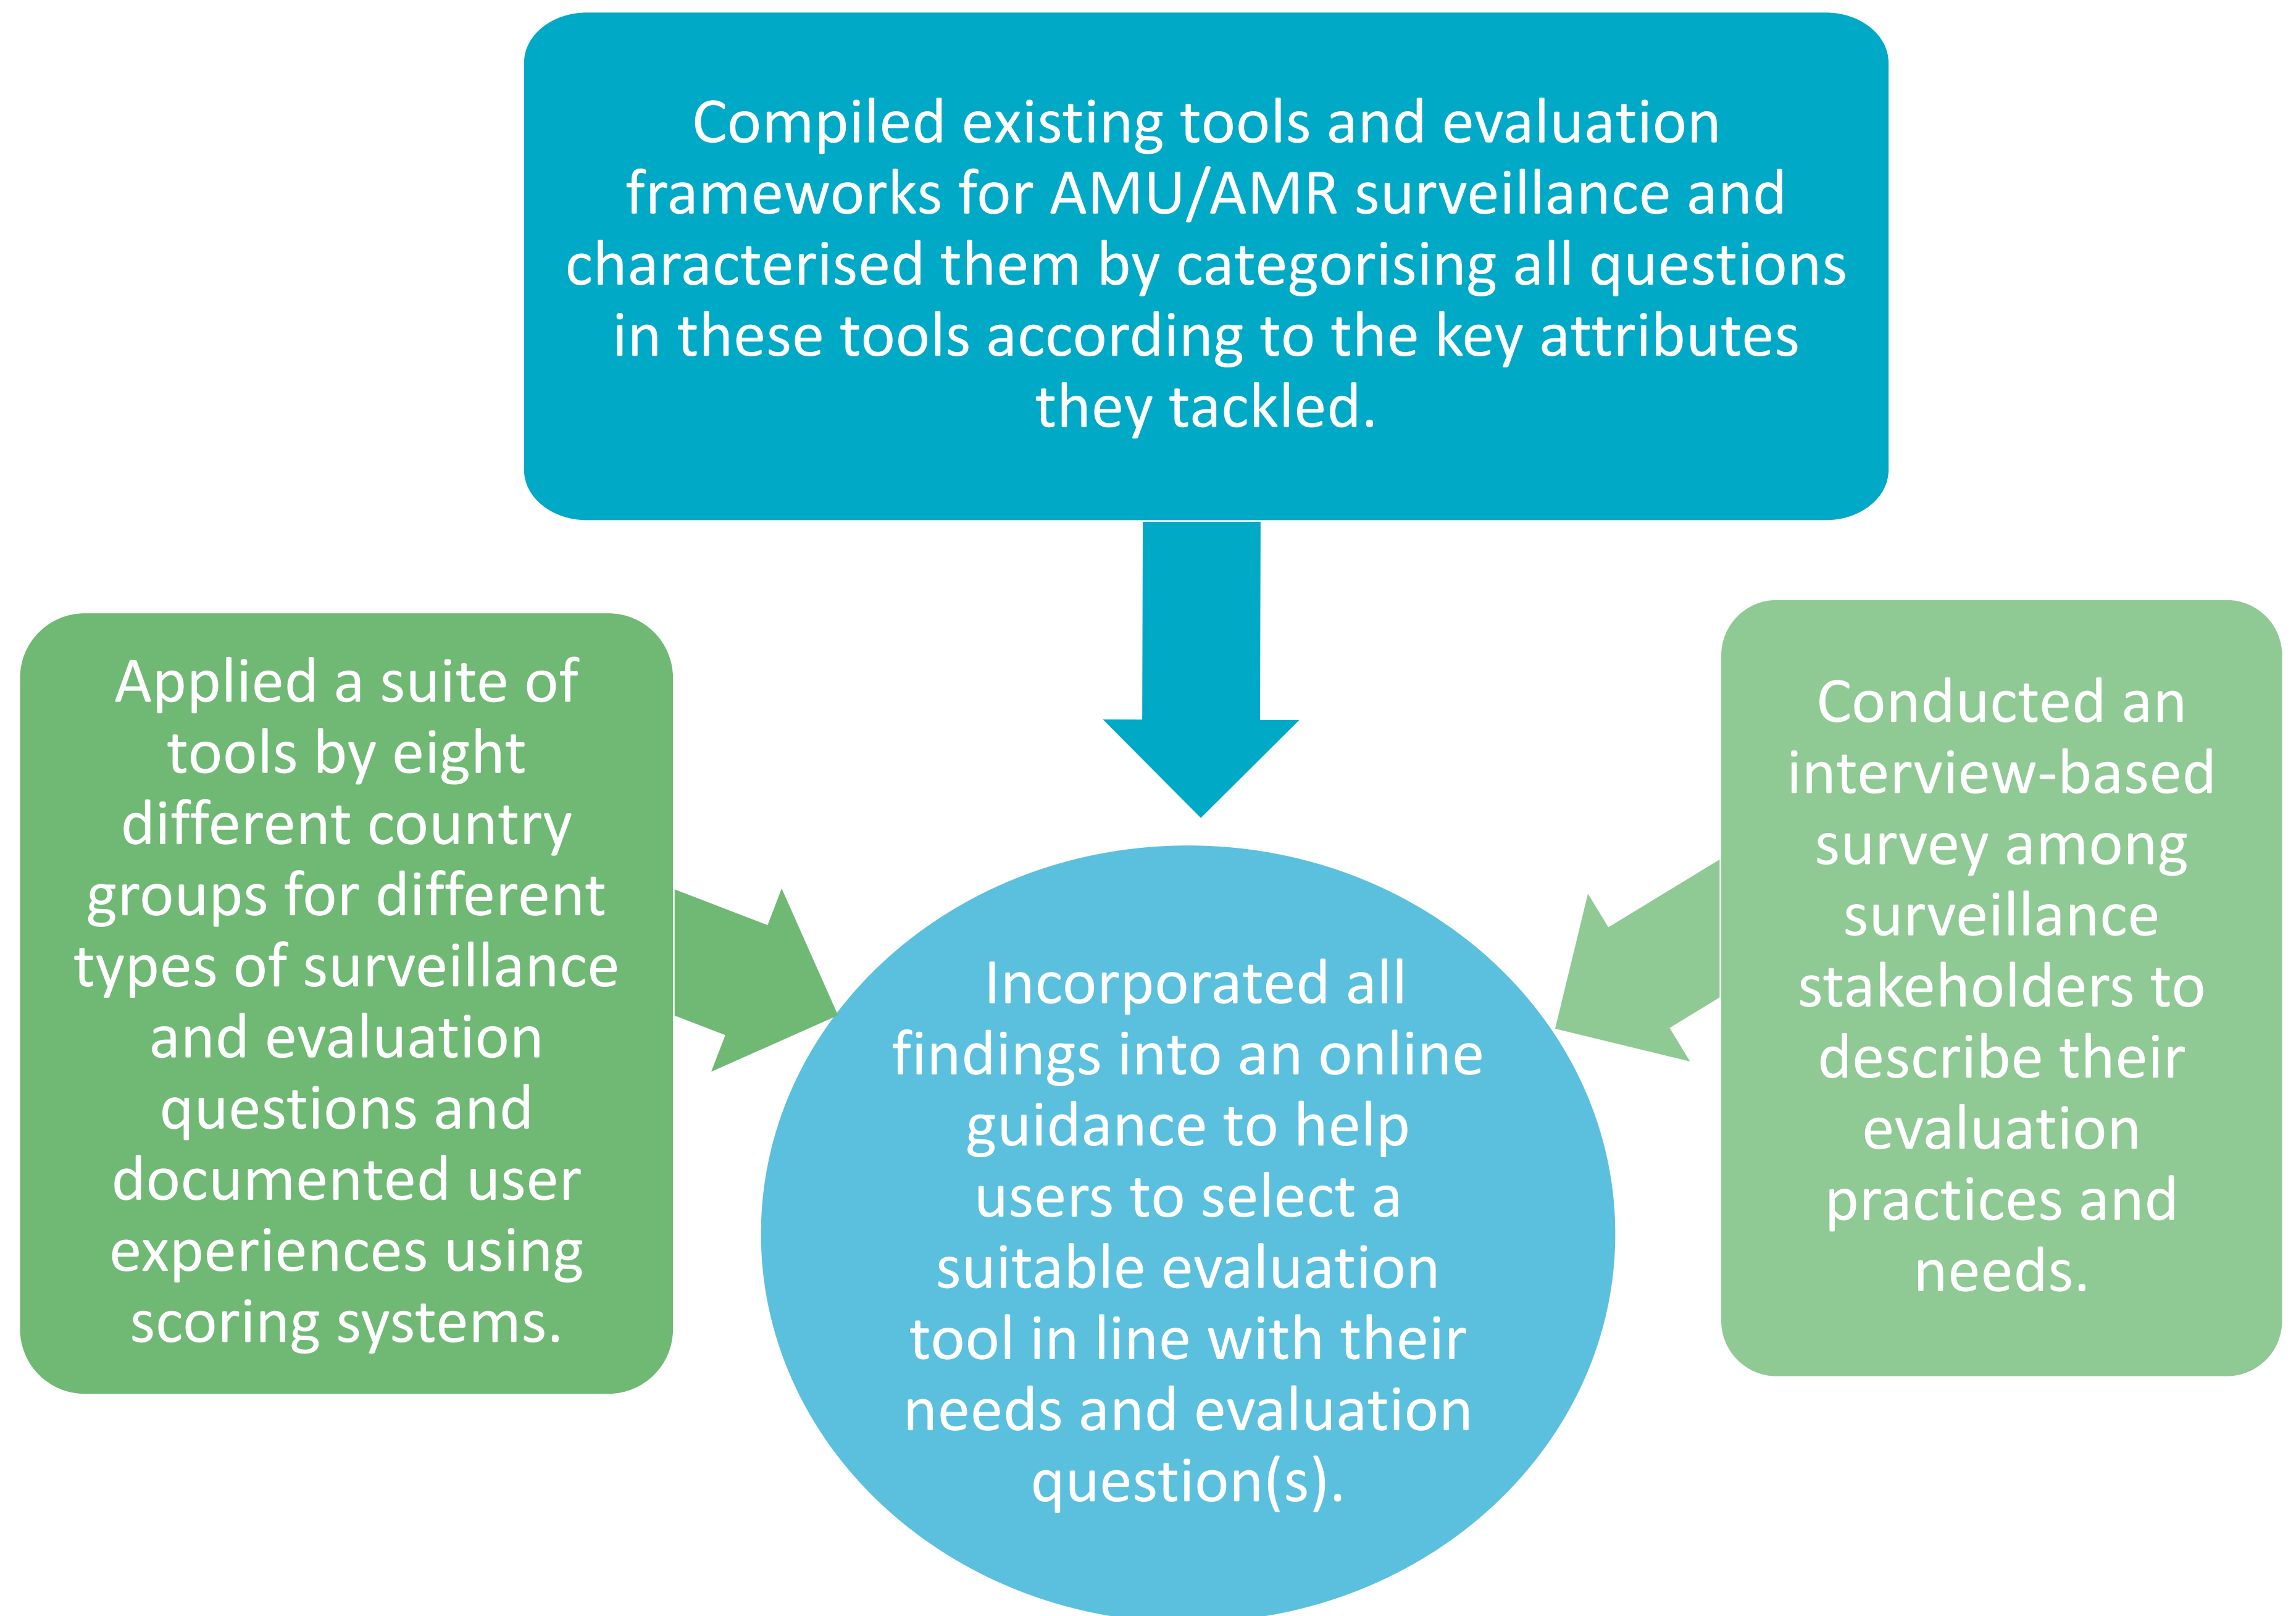 Compiled existing tools and evaluation
frameworks for AMU/AMR surveillance and
characterised them by categorising all questions
in these tools according to the key attributes
they tackled.
Applied a suite of
tools by eight
different country
groups for different
types of surveillance
and evaluation
questions and
documented user
experiences using
scoring systems.
Incorporated all
findings into an online
guidance to help
users to select a
suitable evaluation
tool in line with their
needs and evaluation
question(s).
Conducted an
interview-based
survey among
surveillance
stakeholders to
describe their
evaluation
practices and
needs.